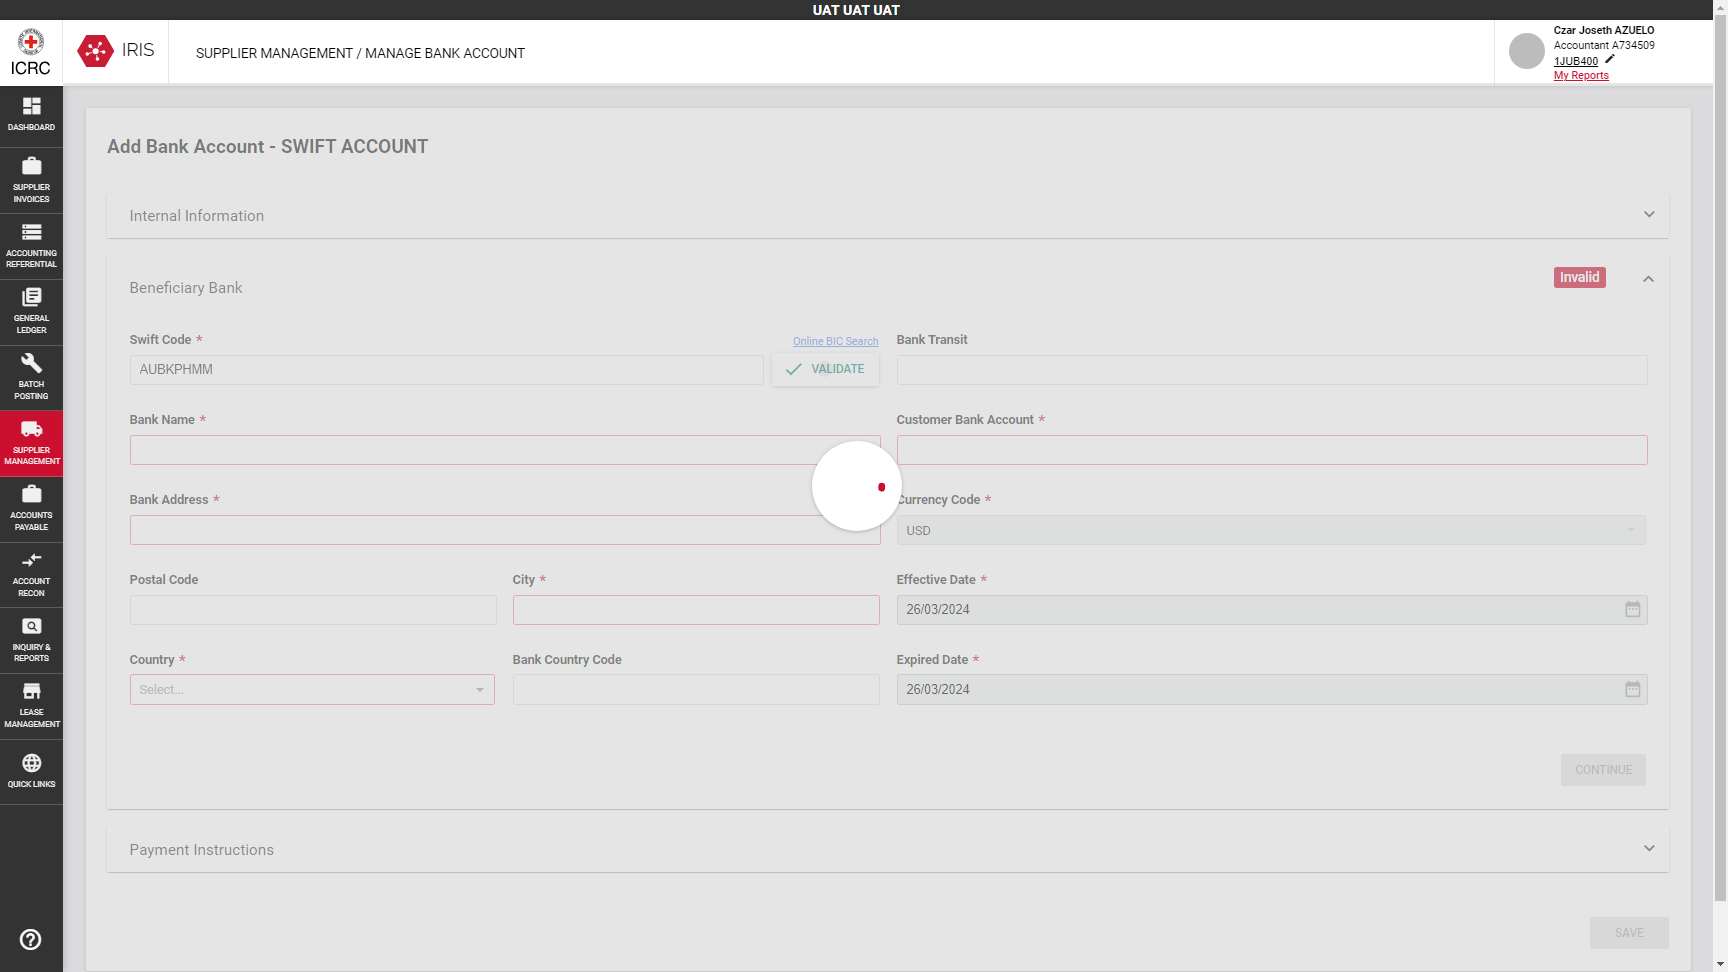 UAT UAT UAT
ICRC
IRIS
SUPPLIER MANAGEMENT / MANAGE BANK ACCOUNT
Czar Joseth AZUELO
Accountant A734509
1JUB400
My Reports
DASHBOARD
SUPPLIER
INVOICES
ACCOUNTING
REFERENTIAL
GENERAL
LEDGER
BATCH
POSTING
SUPPLIER
MANAGEMENT
ACCOUNTS
PAYABLE
ACCOUNT
RECON
INQUIRY &
REPORTS
LEASE
MANAGEMENT
QUICK LINKS
Add Bank Account - SWIFT ACCOUNT
Internal Information
Beneficiary Bank
Invalid
Swift Code *
Online BIC Search
Bank Transit
AUBKPHMM
VALIDATE
Bank Name *
Customer Bank Account *
Bank Address *
Currency Code *
USD
Postal Code
City *
Effective Date *
26/03/2024
Country *
Bank Country Code
Expired Date *
Select...
26/03/2024
CONTINUE
Payment Instructions
SAVE